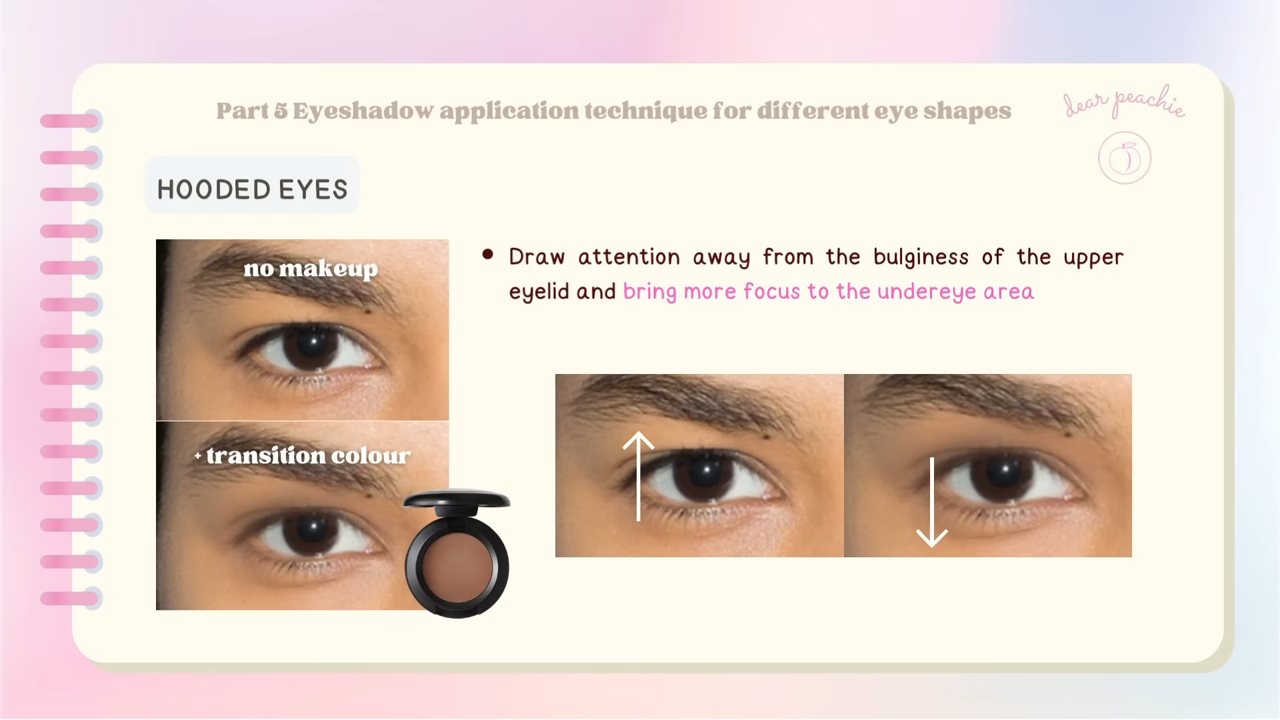 Part 5 Eyeshadow application technique for different eye shapes
dear peachie
HOODED EYES
no makeup
+ transition colour
• Draw attention away from the bulginess of the upper
eyelid and bring more focus to the undereye area